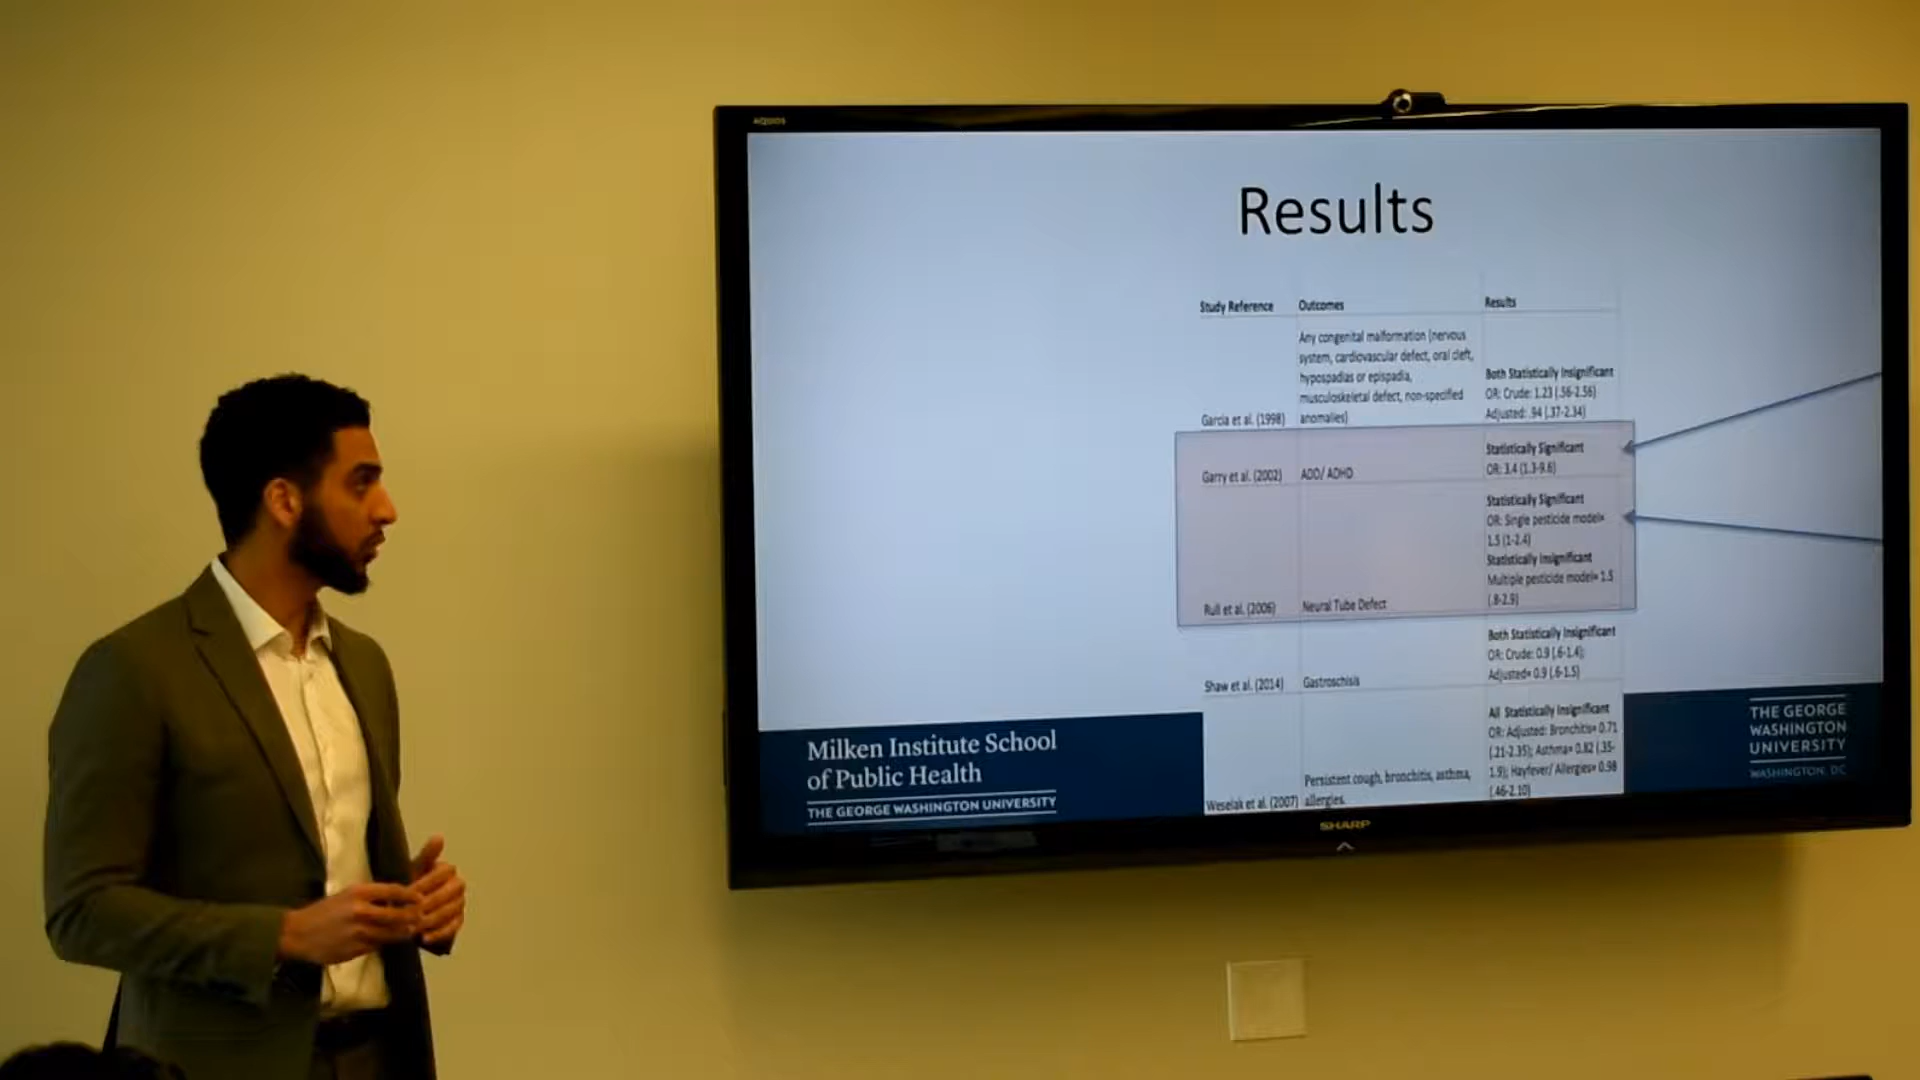 AQUOS
Results
Study Reference
Outcomes
Results
Any congenital malformation (nervous
system, cardiovascular defect, oral cleft,
hypospadias or epispadia,
musculoskeletal defect, non-specified
anomalies)
Garcia et al. (1998)
Both Statistically Insignificant
OR: Crude: 1.23 (.56-2.56)
Adjusted: .94 (.37-2.34)
Garry et al. (2002)
ADD/ ADHD
Statistically Significant
OR: 3.4 (1.3-9.6)
Rull et al. (2006)
Neural Tube Defect
Statistically Significant
OR: Single pesticide model=
1.5 (1-2.4)
Statistically Insignificant
Multiple pesticide model= 1.5
(.8-2.9)
Shaw et al. (2014)
Gastroschisis
Both Statistically Insignificant
OR: Crude: 0.9 (.6-1.4);
Adjusted= 0.9 (.6-1.5)
Weselak et al. (2007)
Persistent cough, bronchitis, asthma,
allergies.
All Statistically Insignificant
OR: Adjusted: Bronchitis= 0.71
(.21-2.35); Asthma= 0.82 (.35-
1.9); Hayfever/ Allergies= 0.98
(.46-2.10)
Milken Institute School
of Public Health
THE GEORGE WASHINGTON UNIVERSITY
THE GEORGE
WASHINGTON
UNIVERSITY
WASHINGTON, DC
SHARP